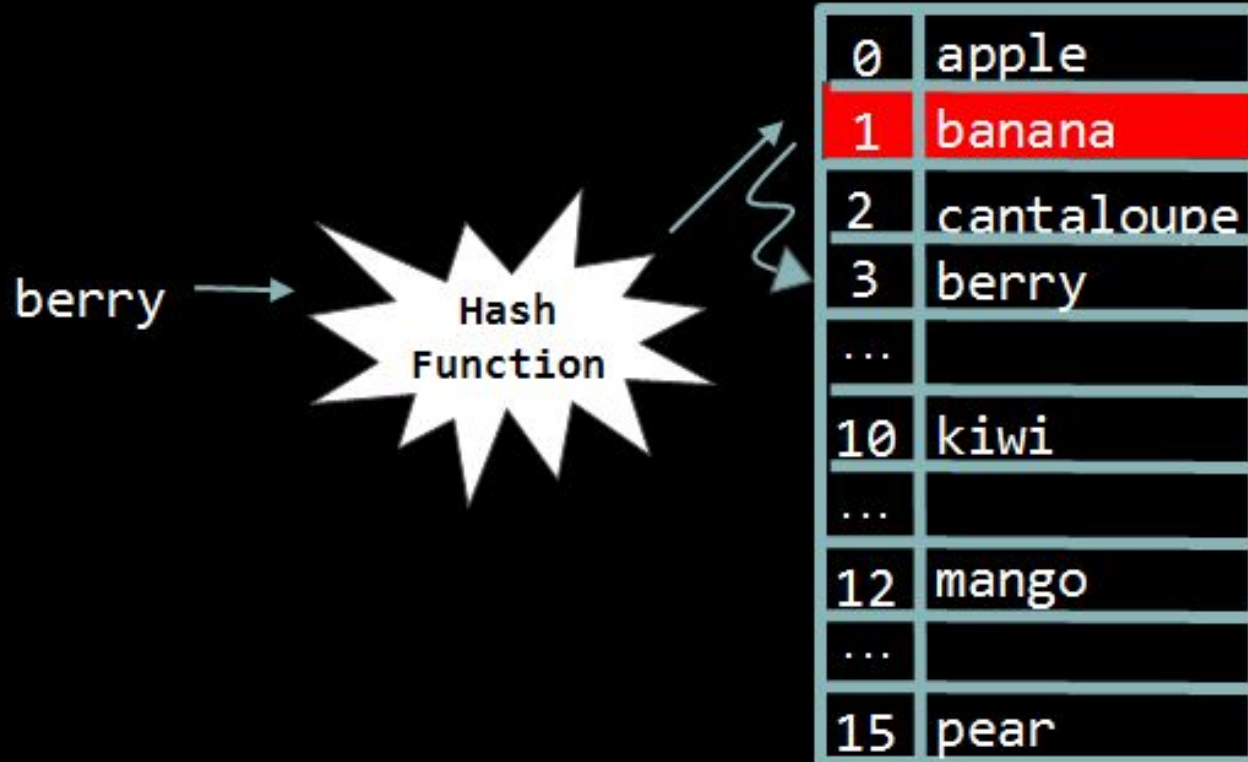 berry
Hash
Function
0 apple
1 banana
2 cantaloupe
3 berry
...
10 kiwi
...
12 mango
...
15 pear